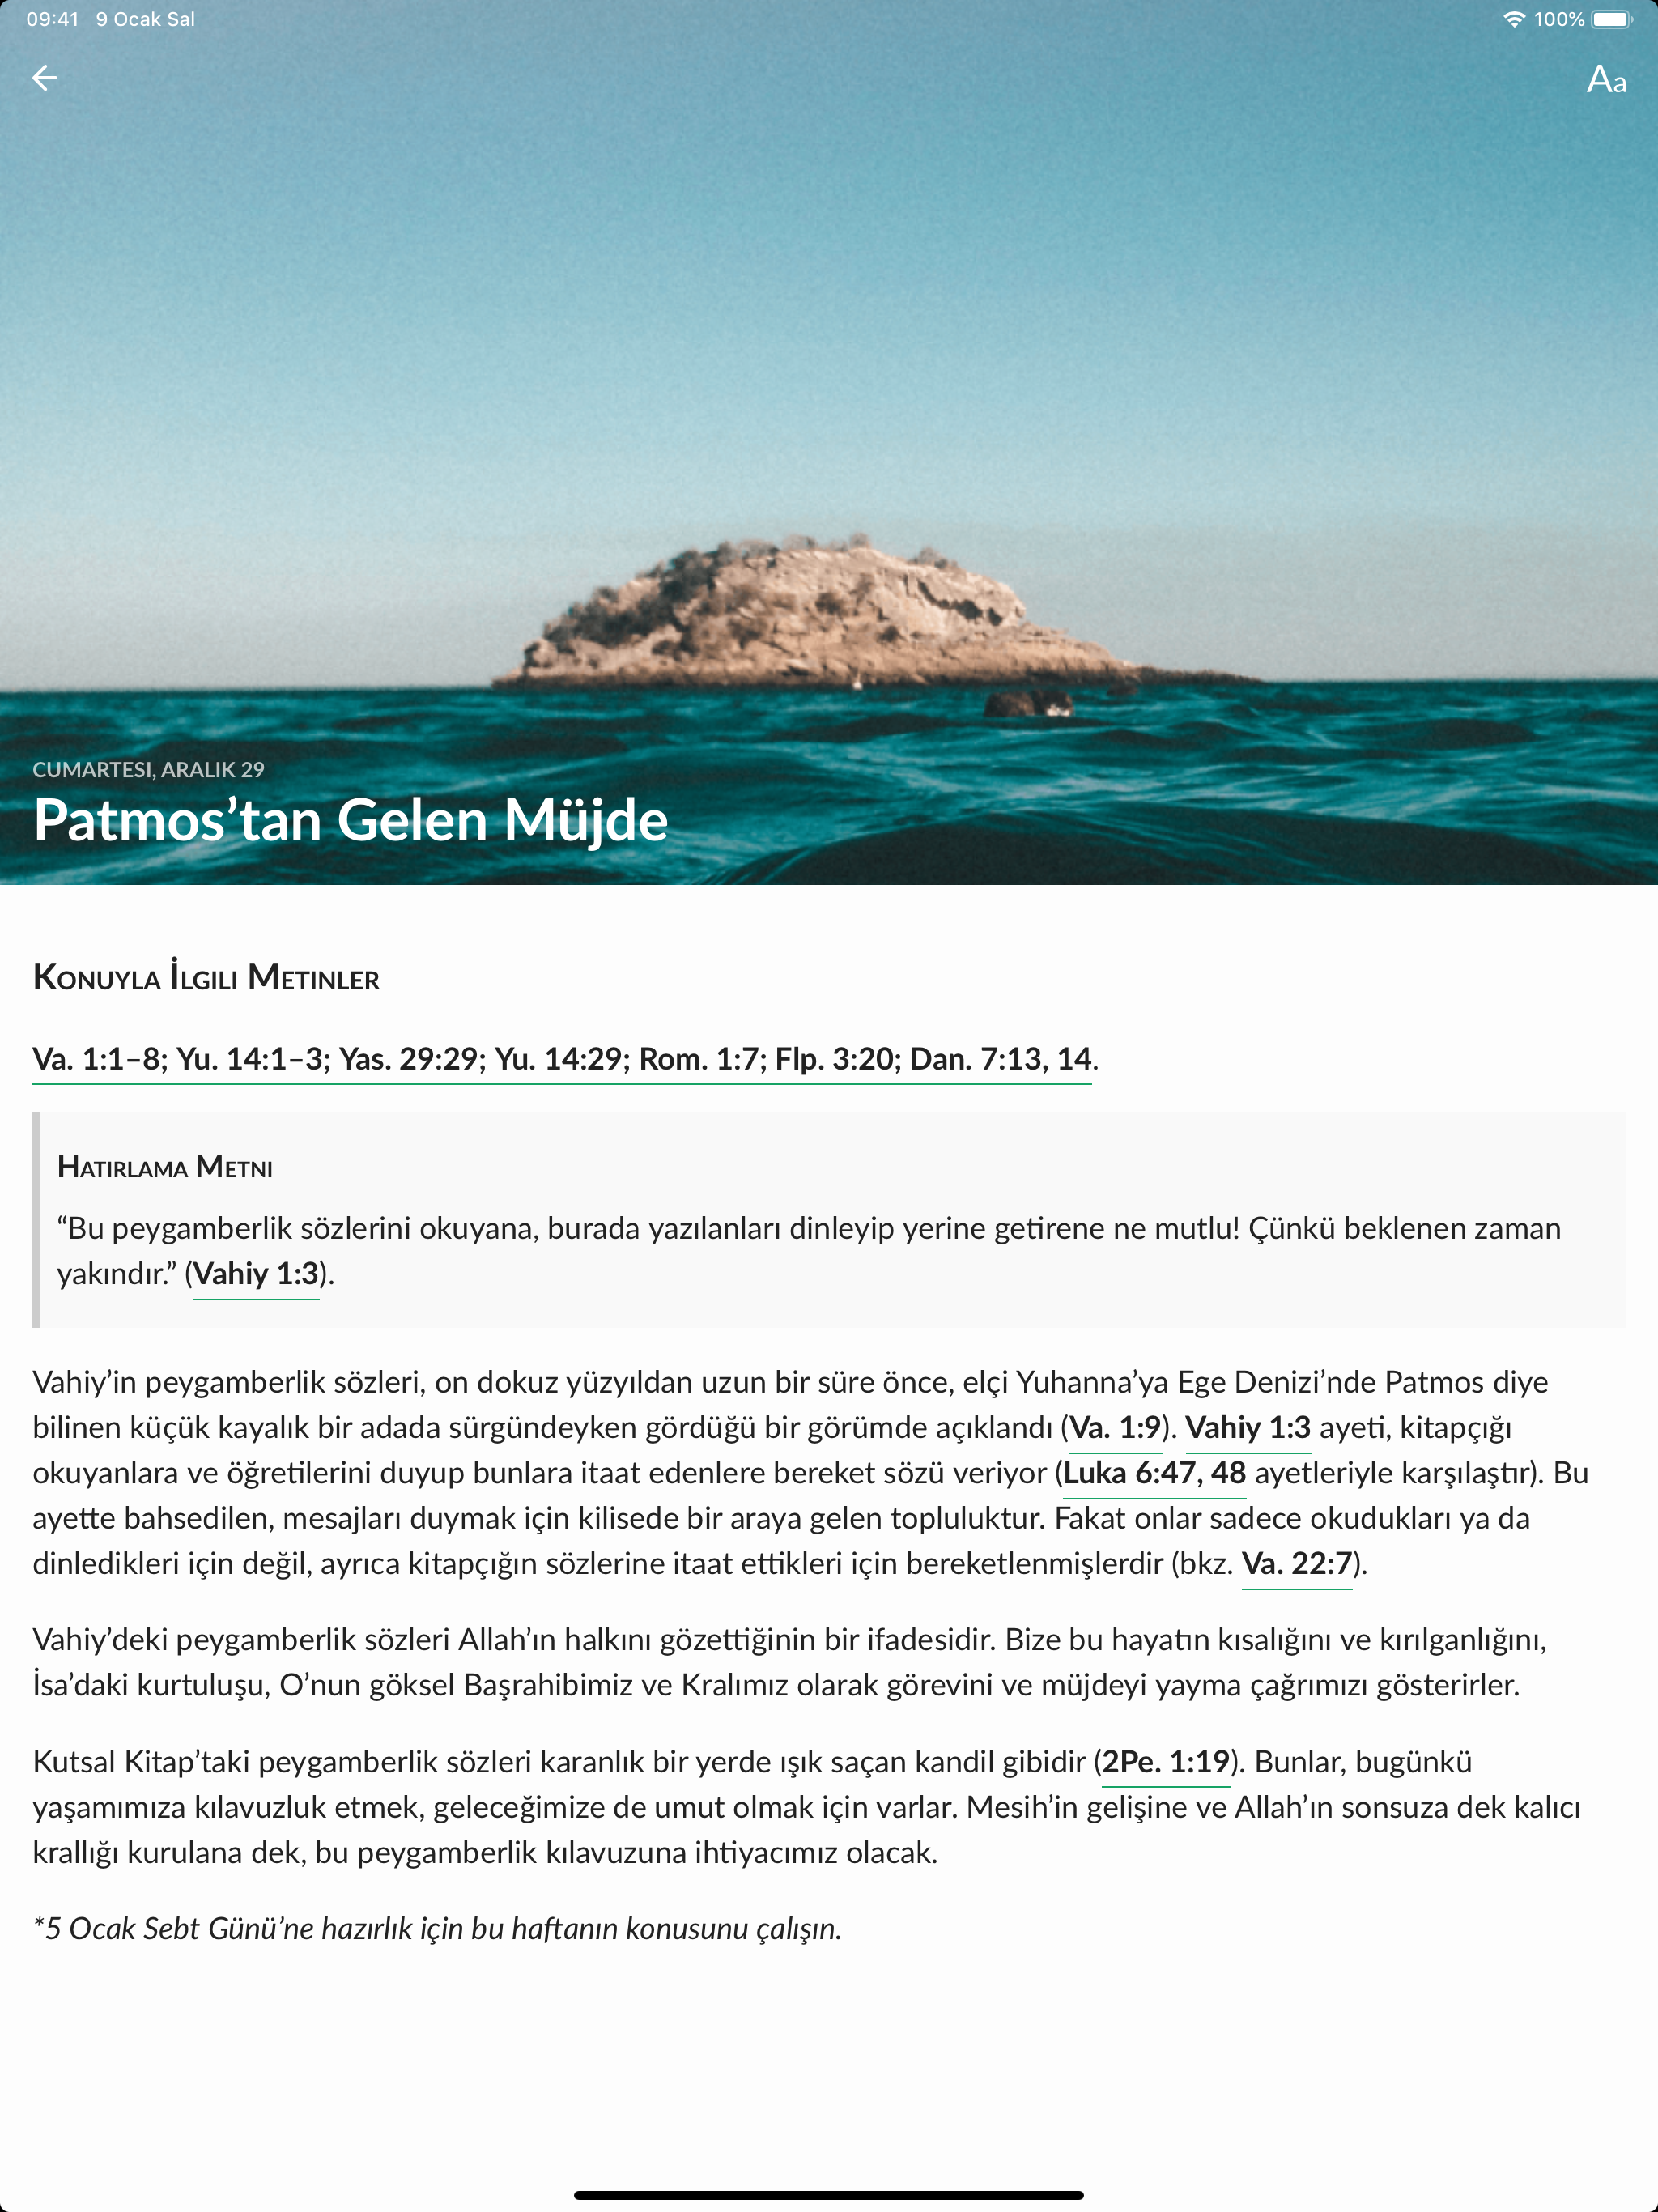 09:41 9 Ocak Sal
100%
Aa
CUMARTESI, ARALIK 29
Patmos’tan Gelen Müjde
Konuyla İlgili Metinler
Va. 1:1–8; Yu. 14:1–3; Yas. 29:29; Yu. 14:29; Rom. 1:7; Flp. 3:20; Dan. 7:13, 14.
Hatırlama Metni
“Bu peygamberlik sözlerini okuyana, burada yazılanları dinleyip yerine getirene ne mutlu! Çünkü beklenen zaman
yakındır.” (Vahiy 1:3).
Vahiy’in peygamberlik sözleri, on dokuz yüzyıldan uzun bir süre önce, elçi Yuhanna’ya Ege Denizi’nde Patmos diye
bilinen küçük kayalık bir adada sürgündeyken gördüğü bir görümde açıklandı (Va. 1:9). Vahiy 1:3 ayeti, kitapçığı
okuyanlara ve öğretilerini duyup bunlara itaat edenlere bereket sözü veriyor (Luka 6:47, 48 ayetleriyle karşılaştır). Bu
ayette bahsedilen, mesajları duymak için kilisede bir araya gelen topluluktur. Fakat onlar sadece okudukları ya da
dinledikleri için değil, ayrıca kitapçığın sözlerine itaat ettikleri için bereketlenmişlerdir (bkz. Va. 22:7).
Vahiy’deki peygamberlik sözleri Allah’ın halkını gözettiğinin bir ifadesidir. Bize bu hayatın kısalığını ve kırılganlığını,
İsa’daki kurtuluşu, O’nun göksel Başrahibimiz ve Kralımız olarak görevini ve müjdeyi yayma çağrımızı gösterirler.
Kutsal Kitap’taki peygamberlik sözleri karanlık bir yerde ışık saçan kandil gibidir (2Pe. 1:19). Bunlar, bugünkü
yaşamımıza kılavuzluk etmek, geleceğimize de umut olmak için varlar. Mesih’in gelişine ve Allah’ın sonsuza dek kalıcı
krallığı kurulana dek, bu peygamberlik kılavuzuna ihtiyacımız olacak.
*5 Ocak Sebt Günü’ne hazırlık için bu haftanın konusunu çalışın.